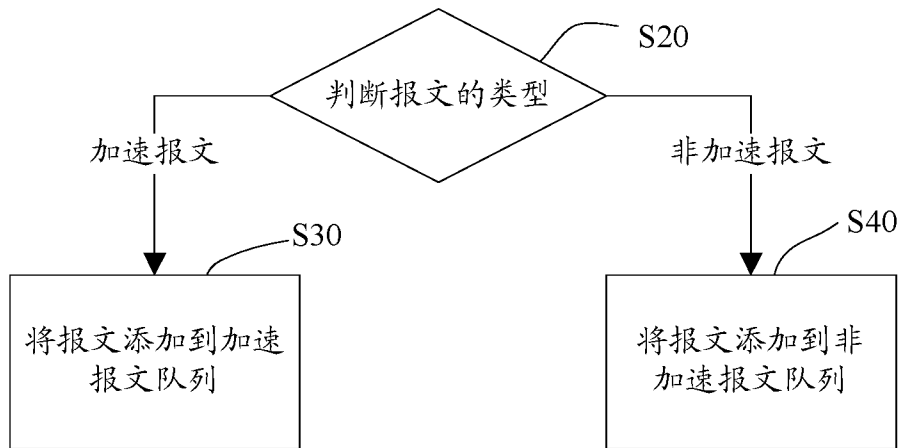 S20
判断报文的类型
加速报文
非加速报文
S30
S40
将报文添加到加速
报文队列
将报文添加到非
加速报文队列